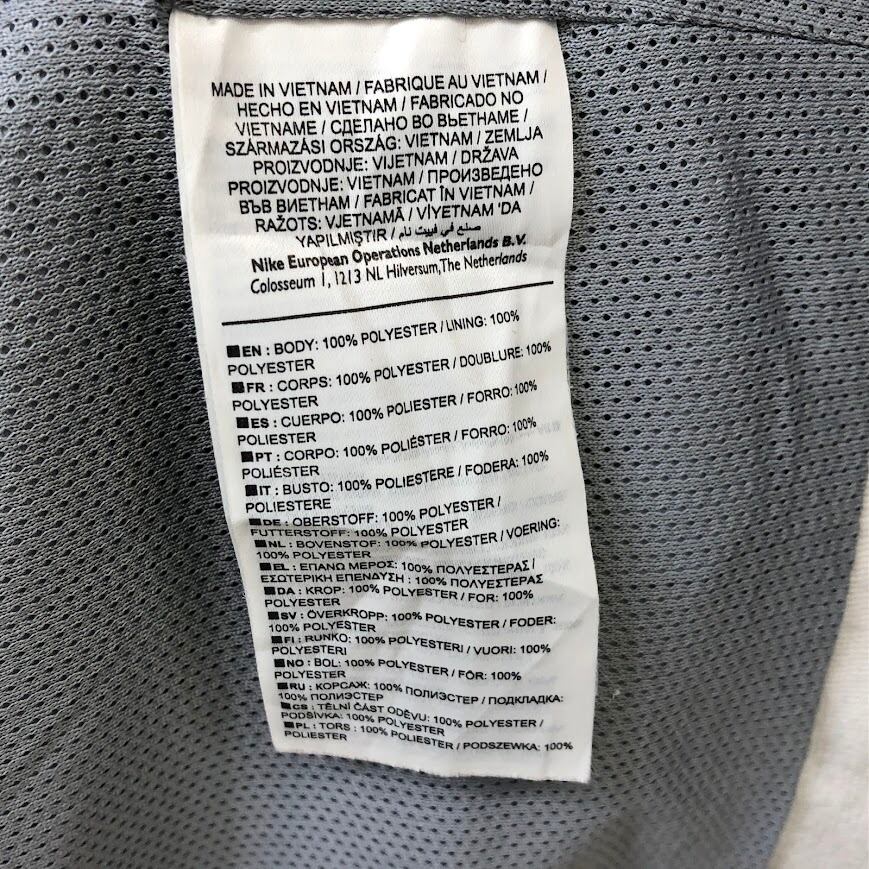 MADE IN VIETNAM / FABRIQUE AU VIETNAM /
HECHO EN VIETNAM / FABRICADO NO
VIETNAME / СДЕЛАНО ВО ВЬЕТНАМЕ /
SZÁRMAZÁSI ORSZÁG: VIETNAM / ZEMLJA
PROIZVODNJE: VIJETNAM / DRŽAVA
PROIZVODNJE: VIETNAM / ПРОИЗВЕДЕНО
ВЪВ ВИЕТНАМ / FABRICAT ÎN VIETNAM /
RAŽOTS: VJETNAMĀ / VİYETNAM 'DA
YAPILMIŞTIR / صنع في فييت نام
Nike European Operations Netherlands B.V.
Colosseum 1, 1213 NL Hilversum,The Netherlands
EN : BODY: 100% POLYESTER / LINING: 100%
POLYESTER
FR : CORPS: 100% POLYESTER / DOUBLURE: 100%
POLYESTER
ES : CUERPO: 100% POLIESTER / FORRO: 100%
POLIESTER
PT : CORPO: 100% POLIÉSTER / FORRO: 100%
POLIÉSTER
IT : BUSTO: 100% POLIESTERE / FODERA: 100%
POLIESTERE
DE : OBERSTOFF: 100% POLYESTER /
FUTTERSTOFF: 100% POLYESTER
NL : BOVENSTOF: 100% POLYESTER / VOERING:
100% POLYESTER
EL : ΕΠΑΝΩ ΜΕΡΟΣ: 100% ΠΟΛΥΕΣΤΕΡΑΣ /
ΕΣΩΤΕΡΙΚΗ ΕΠΕΝΔΥΣΗ : 100% ΠΟΛΥΕΣΤΕΡΑΣ
DA : KROP: 100% POLYESTER / FOR: 100%
POLYESTER
SV : ÖVERKROPP: 100% POLYESTER / FODER:
100% POLYESTER
FI : RUNKO: 100% POLYESTERI / VUORI: 100%
POLYESTERI
NO : BOL: 100% POLYESTER / FÔR: 100%
POLYESTER
RU : КОРСАЖ: 100% ПОЛИЭСТЕР / ПОДКЛАДКА:
100% ПОЛИЭСТЕР
CS : TĚLNÍ ČÁST ODĚVU: 100% POLYESTER /
PODŠÍVKA: 100% POLYESTER
PL : TORS : 100% POLIESTER / PODSZEWKA: 100%
POLIESTER